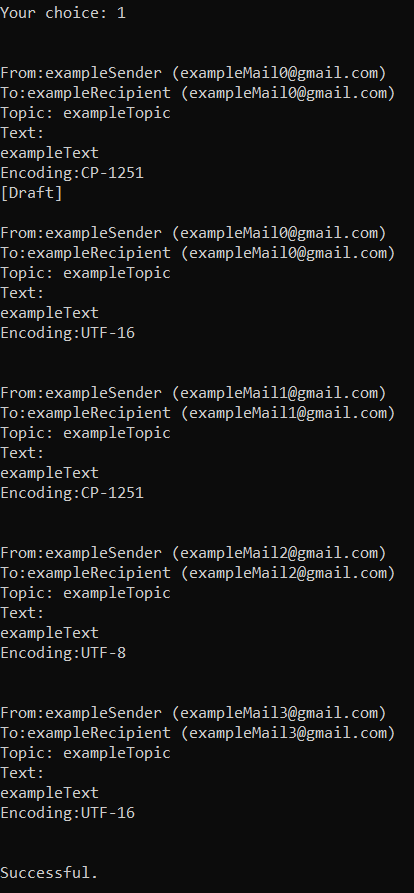 Your choice: 1
From:exampleSender (exampleMail0@gmail.com)
To:exampleRecipient (exampleMail0@gmail.com)
Topic: exampleTopic
Text:
exampleText
Encoding:CP-1251
[Draft]
From:exampleSender (exampleMail0@gmail.com)
To:exampleRecipient (exampleMail0@gmail.com)
Topic: exampleTopic
Text:
exampleText
Encoding:UTF-16
From:exampleSender (exampleMail1@gmail.com)
To:exampleRecipient (exampleMail1@gmail.com)
Topic: exampleTopic
Text:
exampleText
Encoding:CP-1251
From:exampleSender (exampleMail2@gmail.com)
To:exampleRecipient (exampleMail2@gmail.com)
Topic: exampleTopic
Text:
exampleText
Encoding:UTF-8
From:exampleSender (exampleMail3@gmail.com)
To:exampleRecipient (exampleMail3@gmail.com)
Topic: exampleTopic
Text:
exampleText
Encoding:UTF-16
Successful.